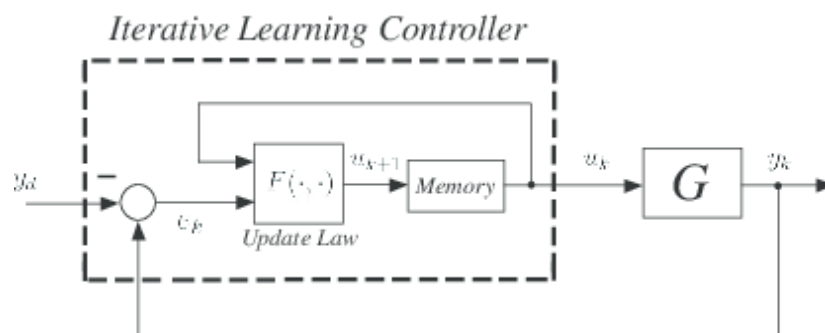 Iterative Learning Controller
y_d
−
e_k
F(·,·)
Update Law
u_{k+1}
Memory
u_k
G
y_k